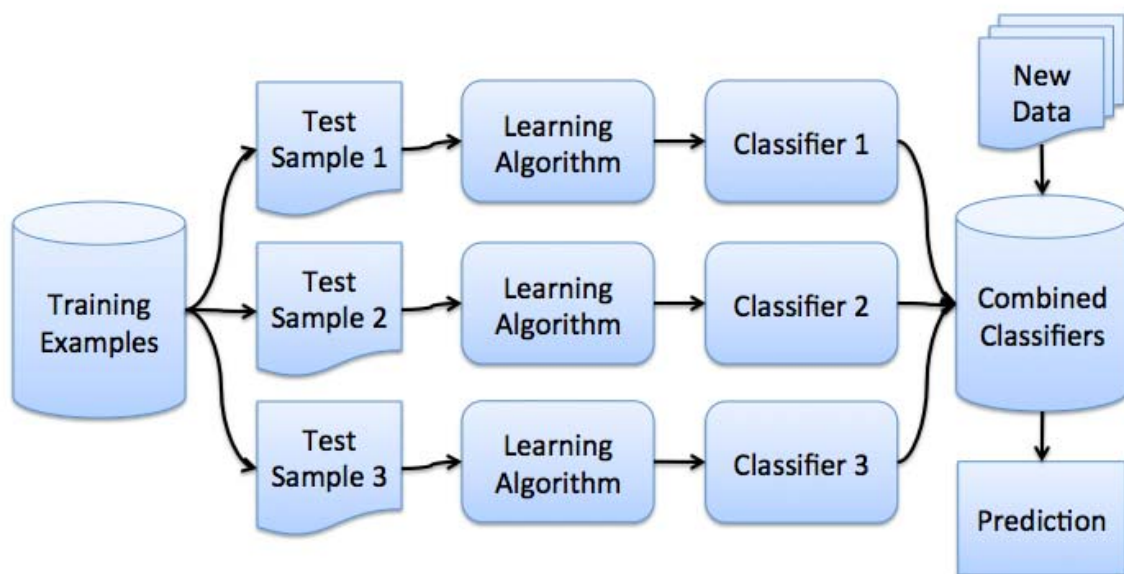 Training
Examples
Test
Sample 1
Learning
Algorithm
Classifier 1
Test
Sample 2
Learning
Algorithm
Classifier 2
Test
Sample 3
Learning
Algorithm
Classifier 3
New
Data
Combined
Classifiers
Prediction